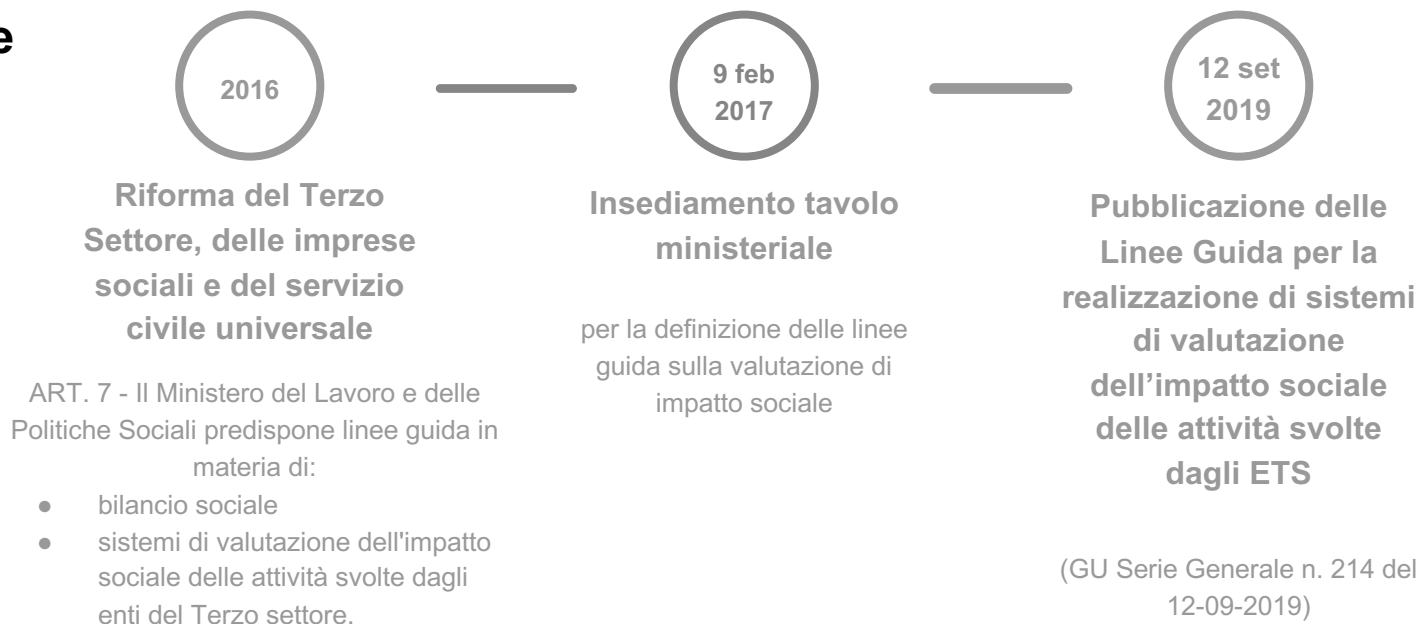 e
2016
Riforma del Terzo
Settore, delle imprese
sociali e del servizio
civile universale
ART. 7 - Il Ministero del Lavoro e delle
Politiche Sociali predispone linee guida in
materia di:
● bilancio sociale
● sistemi di valutazione dell'impatto
sociale delle attività svolte dagli
enti del Terzo settore.
9 feb
2017
Insediamento tavolo
ministeriale
per la definizione delle linee
guida sulla valutazione di
impatto sociale
12 set
2019
Pubblicazione delle
Linee Guida per la
realizzazione di sistemi
di valutazione
dell’impatto sociale
delle attività svolte
dagli ETS
(GU Serie Generale n. 214 del
12-09-2019)